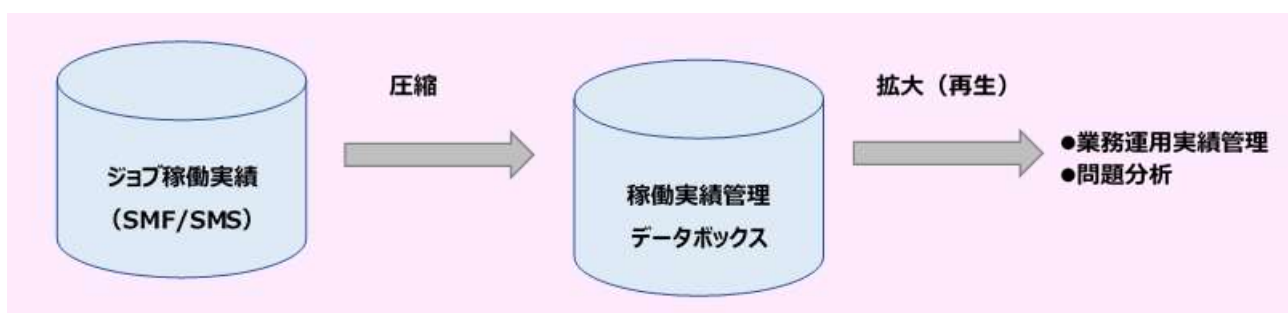 ジョブ稼働実績
（SMF/SMS）
圧縮
稼働実績管理
データボックス
拡大（再生）
●業務運用実績管理
●問題分析